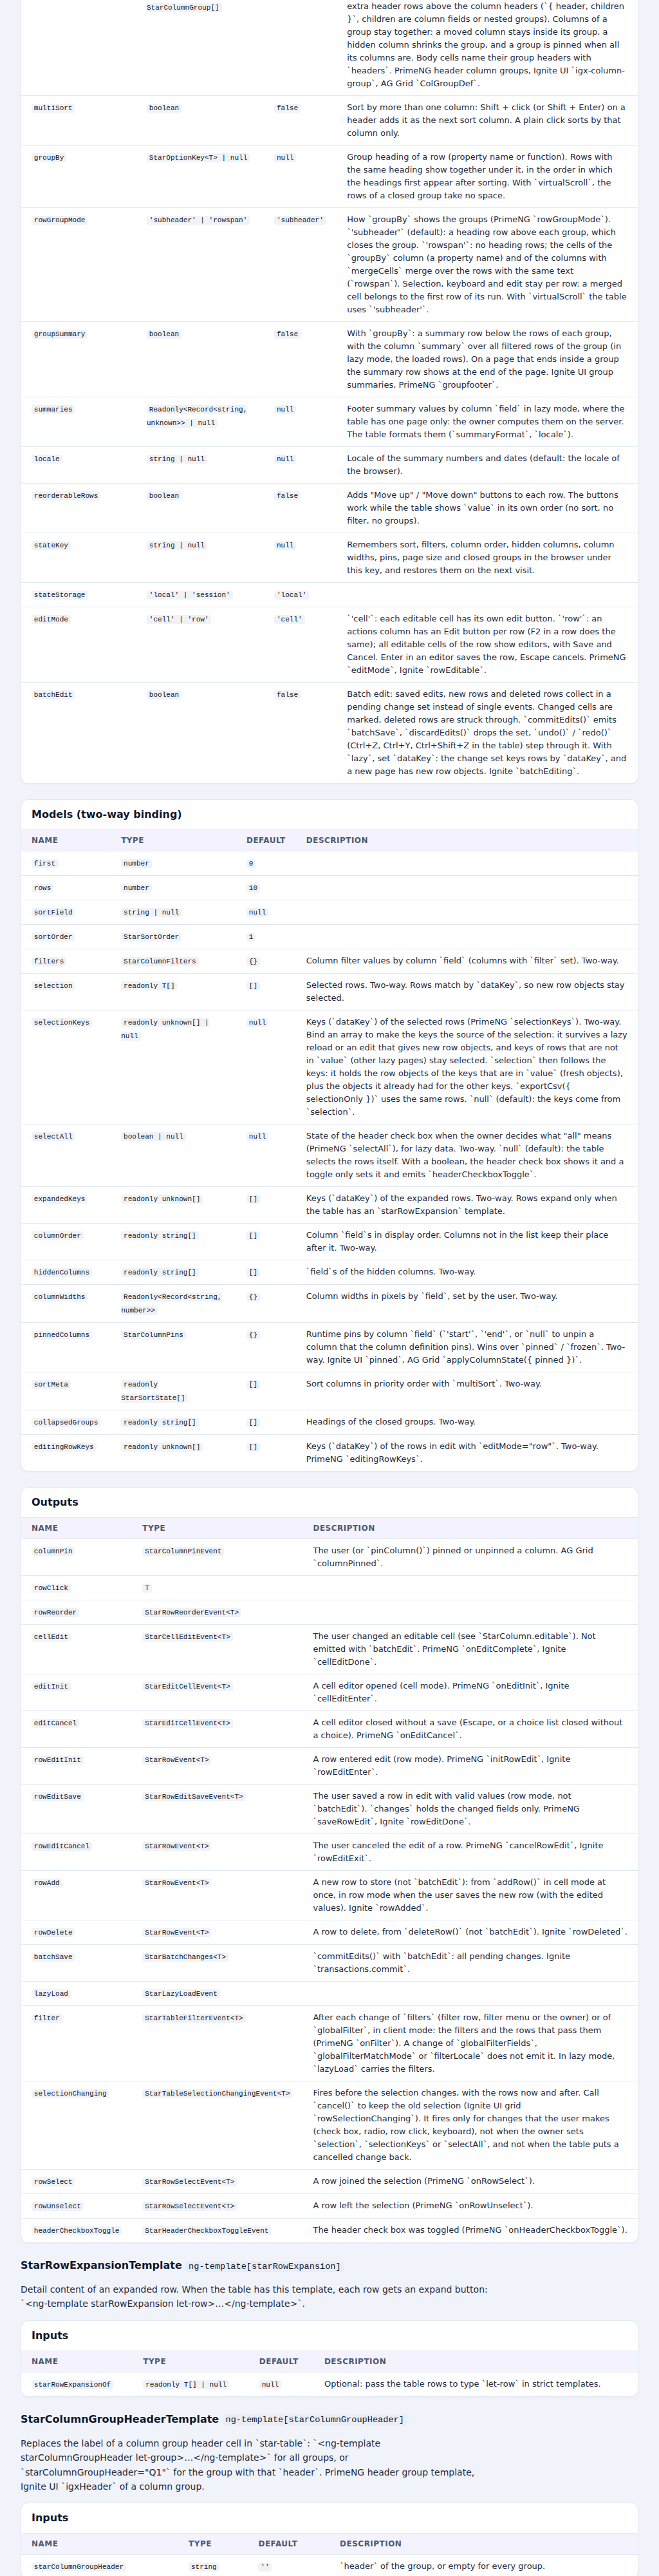 StarColumnGroup[]
extra header rows above the column headers (`{ header, children
}`, children are column fields or nested groups). Columns of a
group stay together: a moved column stays inside its group, a
hidden column shrinks the group, and a group is pinned when all
its columns are. Body cells name their group headers with
`headers`. PrimeNG header column groups, Ignite UI `igx-column-
group`, AG Grid `ColGroupDef`.
multiSort boolean false Sort by more than one column: Shift + click (or Shift + Enter) on a
header adds it as the next sort column. A plain click sorts by that
column only.
groupBy StarOptionKey<T> | null null Group heading of a row (property name or function). Rows with
the same heading show together under it, in the order in which
the headings first appear after sorting. With `virtualScroll`, the
rows of a closed group take no space.
rowGroupMode 'subheader' | 'rowspan' 'subheader' How `groupBy` shows the groups (PrimeNG `rowGroupMode`).
`'subheader'` (default): a heading row above each group, which
closes the group. `'rowspan'`: no heading rows; the cells of the
`groupBy` column (a property name) and of the columns with
`mergeCells` merge over the rows with the same text
(`rowspan`). Selection, keyboard and edit stay per row: a merged
cell belongs to the first row of its run. With `virtualScroll` the table
uses `'subheader'`.
groupSummary boolean false With `groupBy`: a summary row below the rows of each group,
with the column `summary` over all filtered rows of the group (in
lazy mode, the loaded rows). On a page that ends inside a group
the summary row shows at the end of the page. Ignite UI group
summaries, PrimeNG `groupfooter`.
summaries Readonly<Record<string, null Footer summary values by column `field` in lazy mode, where the
unknown>> | null table has one page only: the owner computes them on the server.
The table formats them (`summaryFormat`, `locale`).
locale string | null null Locale of the summary numbers and dates (default: the locale of
the browser).
reorderableRows boolean false Adds "Move up" / "Move down" buttons to each row. The buttons
work while the table shows `value` in its own order (no sort, no
filter, no groups).
stateKey string | null null Remembers sort, filters, column order, hidden columns, column
widths, pins, page size and closed groups in the browser under
this key, and restores them on the next visit.
stateStorage 'local' | 'session' 'local'
editMode 'cell' | 'row' 'cell' `'cell'`: each editable cell has its own edit button. `'row'`: an
actions column has an Edit button per row (F2 in a row does the
same); all editable cells of the row show editors, with Save and
Cancel. Enter in an editor saves the row, Escape cancels. PrimeNG
`editMode`, Ignite `rowEditable`.
batchEdit boolean false Batch edit: saved edits, new rows and deleted rows collect in a
pending change set instead of single events. Changed cells are
marked, deleted rows are struck through. `commitEdits()` emits
`batchSave`, `discardEdits()` drops the set, `undo()` / `redo()`
(Ctrl+Z, Ctrl+Y, Ctrl+Shift+Z in the table) step through it. With
`lazy`, set `dataKey`: the change set keys rows by `dataKey`, and
a new page has new row objects. Ignite `batchEditing`.
Models (two-way binding)
NAME TYPE DEFAULT DESCRIPTION
first number 0
rows number 10
sortField string | null null
sortOrder StarSortOrder 1
filters StarColumnFilters {} Column filter values by column `field` (columns with `filter` set). Two-way.
selection readonly T[] [] Selected rows. Two-way. Rows match by `dataKey`, so new row objects stay
selected.
selectionKeys readonly unknown[] | null Keys (`dataKey`) of the selected rows (PrimeNG `selectionKeys`). Two-way.
null Bind an array to make the keys the source of the selection: it survives a lazy
reload or an edit that gives new row objects, and keys of rows that are not
in `value` (other lazy pages) stay selected. `selection` then follows the
keys: it holds the row objects of the keys that are in `value` (fresh objects),
plus the objects it already had for the other keys. `exportCsv({
selectionOnly })` uses the same rows. `null` (default): the keys come from
`selection`.
selectAll boolean | null null State of the header check box when the owner decides what "all" means
(PrimeNG `selectAll`), for lazy data. Two-way. `null` (default): the table
selects the rows itself. With a boolean, the header check box shows it and a
toggle only sets it and emits `headerCheckboxToggle`.
expandedKeys readonly unknown[] [] Keys (`dataKey`) of the expanded rows. Two-way. Rows expand only when
the table has an `starRowExpansion` template.
columnOrder readonly string[] [] Column `field`s in display order. Columns not in the list keep their place
after it. Two-way.
hiddenColumns readonly string[] [] `field`s of the hidden columns. Two-way.
columnWidths Readonly<Record<string, {} Column widths in pixels by `field`, set by the user. Two-way.
number>>
pinnedColumns StarColumnPins {} Runtime pins by column `field` (`'start'`, `'end'`, or `null` to unpin a
column that the column definition pins). Wins over `pinned` / `frozen`. Two-
way. Ignite UI `pinned`, AG Grid `applyColumnState({ pinned })`.
sortMeta readonly [] Sort columns in priority order with `multiSort`. Two-way.
StarSortState[]
collapsedGroups readonly string[] [] Headings of the closed groups. Two-way.
editingRowKeys readonly unknown[] [] Keys (`dataKey`) of the rows in edit with `editMode="row"`. Two-way.
PrimeNG `editingRowKeys`.
Outputs
NAME TYPE DESCRIPTION
columnPin StarColumnPinEvent The user (or `pinColumn()`) pinned or unpinned a column. AG Grid
`columnPinned`.
rowClick T
rowReorder StarRowReorderEvent<T>
cellEdit StarCellEditEvent<T> The user changed an editable cell (see `StarColumn.editable`). Not
emitted with `batchEdit`. PrimeNG `onEditComplete`, Ignite
`cellEditDone`.
editInit StarEditCellEvent<T> A cell editor opened (cell mode). PrimeNG `onEditInit`, Ignite
`cellEditEnter`.
editCancel StarEditCellEvent<T> A cell editor closed without a save (Escape, or a choice list closed without
a choice). PrimeNG `onEditCancel`.
rowEditInit StarRowEvent<T> A row entered edit (row mode). PrimeNG `initRowEdit`, Ignite
`rowEditEnter`.
rowEditSave StarRowEditSaveEvent<T> The user saved a row in edit with valid values (row mode, not
`batchEdit`). `changes` holds the changed fields only. PrimeNG
`saveRowEdit`, Ignite `rowEditDone`.
rowEditCancel StarRowEvent<T> The user canceled the edit of a row. PrimeNG `cancelRowEdit`, Ignite
`rowEditExit`.
rowAdd StarRowEvent<T> A new row to store (not `batchEdit`): from `addRow()` in cell mode at
once, in row mode when the user saves the new row (with the edited
values). Ignite `rowAdded`.
rowDelete StarRowEvent<T> A row to delete, from `deleteRow()` (not `batchEdit`). Ignite `rowDeleted`.
batchSave StarBatchChanges<T> `commitEdits()` with `batchEdit`: all pending changes. Ignite
`transactions.commit`.
lazyLoad StarLazyLoadEvent
filter StarTableFilterEvent<T> After each change of `filters` (filter row, filter menu or the owner) or of
`globalFilter`, in client mode: the filters and the rows that pass them
(PrimeNG `onFilter`). A change of `globalFilterFields`,
`globalFilterMatchMode` or `filterLocale` does not emit it. In lazy mode,
`lazyLoad` carries the filters.
selectionChanging StarTableSelectionChangingEvent<T> Fires before the selection changes, with the rows now and after. Call
`cancel()` to keep the old selection (Ignite UI grid
`rowSelectionChanging`). It fires only for changes that the user makes
(check box, radio, row click, keyboard), not when the owner sets
`selection`, `selectionKeys` or `selectAll`, and not when the table puts a
cancelled change back.
rowSelect StarRowSelectEvent<T> A row joined the selection (PrimeNG `onRowSelect`).
rowUnselect StarRowSelectEvent<T> A row left the selection (PrimeNG `onRowUnselect`).
headerCheckboxToggle StarHeaderCheckboxToggleEvent The header check box was toggled (PrimeNG `onHeaderCheckboxToggle`).
StarRowExpansionTemplate ng-template[starRowExpansion]
Detail content of an expanded row. When the table has this template, each row gets an expand button:
`<ng-template starRowExpansion let-row>…</ng-template>`.
Inputs
NAME TYPE DEFAULT DESCRIPTION
starRowExpansionOf readonly T[] | null null Optional: pass the table rows to type `let-row` in strict templates.
StarColumnGroupHeaderTemplate ng-template[starColumnGroupHeader]
Replaces the label of a column group header cell in `star-table`: `<ng-template
starColumnGroupHeader let-group>…</ng-template>` for all groups, or
`starColumnGroupHeader="Q1"` for the group with that `header`. PrimeNG header group template,
Ignite UI `igxHeader` of a column group.
Inputs
NAME TYPE DEFAULT DESCRIPTION
starColumnGroupHeader string '' `header` of the group, or empty for every group.